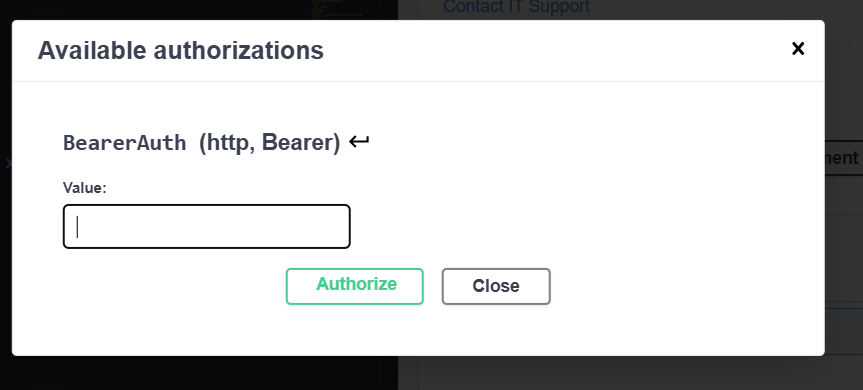 Contact IT Support
Available authorizations
BearerAuth (http, Bearer)
Value:
Authorize
Close